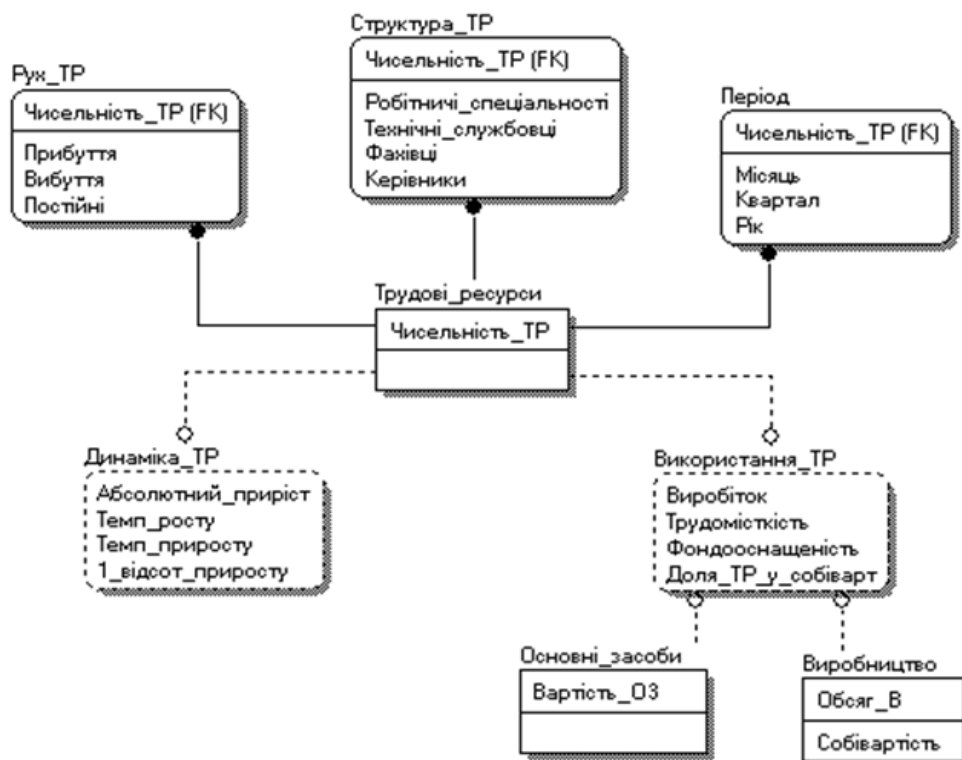 Структура_ТР
Чисельність_ТР (FK)
Робітничі_спеціальності
Технічні_службовці
Фахівці
Керівники
Рух_ТР
Чисельність_ТР (FK)
Прибуття
Вибуття
Постійні
Період
Чисельність_ТР (FK)
Місяць
Квартал
Рік
Трудові_ресурси
Чисельність_ТР
Динаміка_ТР
Абсолютний_приріст
Темп_росту
Темп_приросту
1_відсот_приросту
Використання_ТР
Виробіток
Трудомісткість
Фондооснащеність
Доля_ТР_у_собіварт
Основні_засоби
Вартість_ОЗ
Виробництво
Обсяг_В
Собівартість